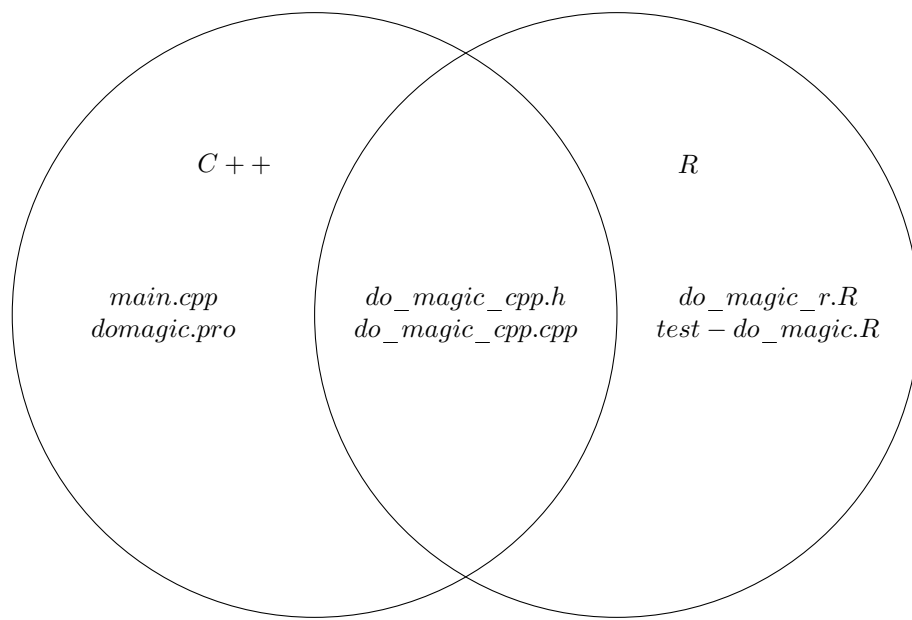 C++
R
main.cpp
domagic.pro
do_magic_cpp.h
do_magic_cpp.cpp
do_magic_r.R
test − do_magic.R